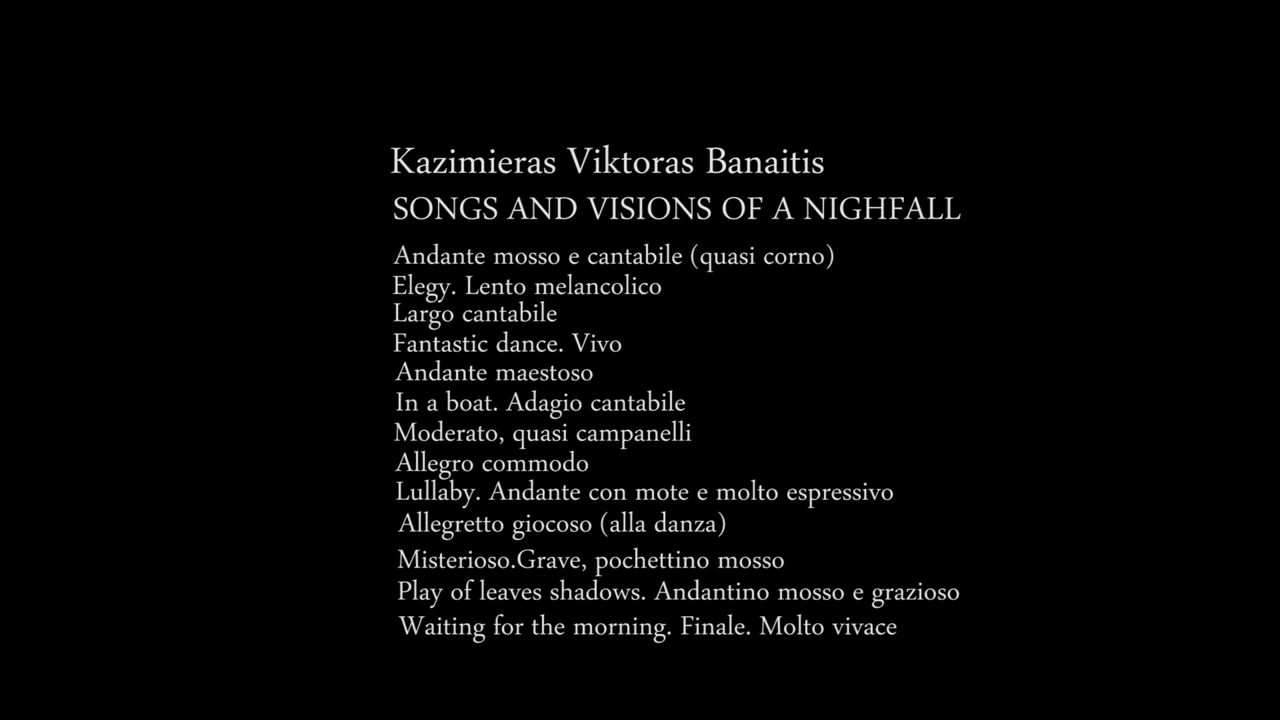 Kazimieras Viktoras Banaitis
SONGS AND VISIONS OF A NIGHFALL
Andante mosso e cantabile (quasi corno)
Elegy. Lento melancolico
Largo cantabile
Fantastic dance. Vivo
Andante maestoso
In a boat. Adagio cantabile
Moderato, quasi campanelli
Allegro commodo
Lullaby. Andante con mote e molto espressivo
Allegretto giocoso (alla danza)
Misterioso.Grave, pochettino mosso
Play of leaves shadows. Andantino mosso e grazioso
Waiting for the morning. Finale. Molto vivace